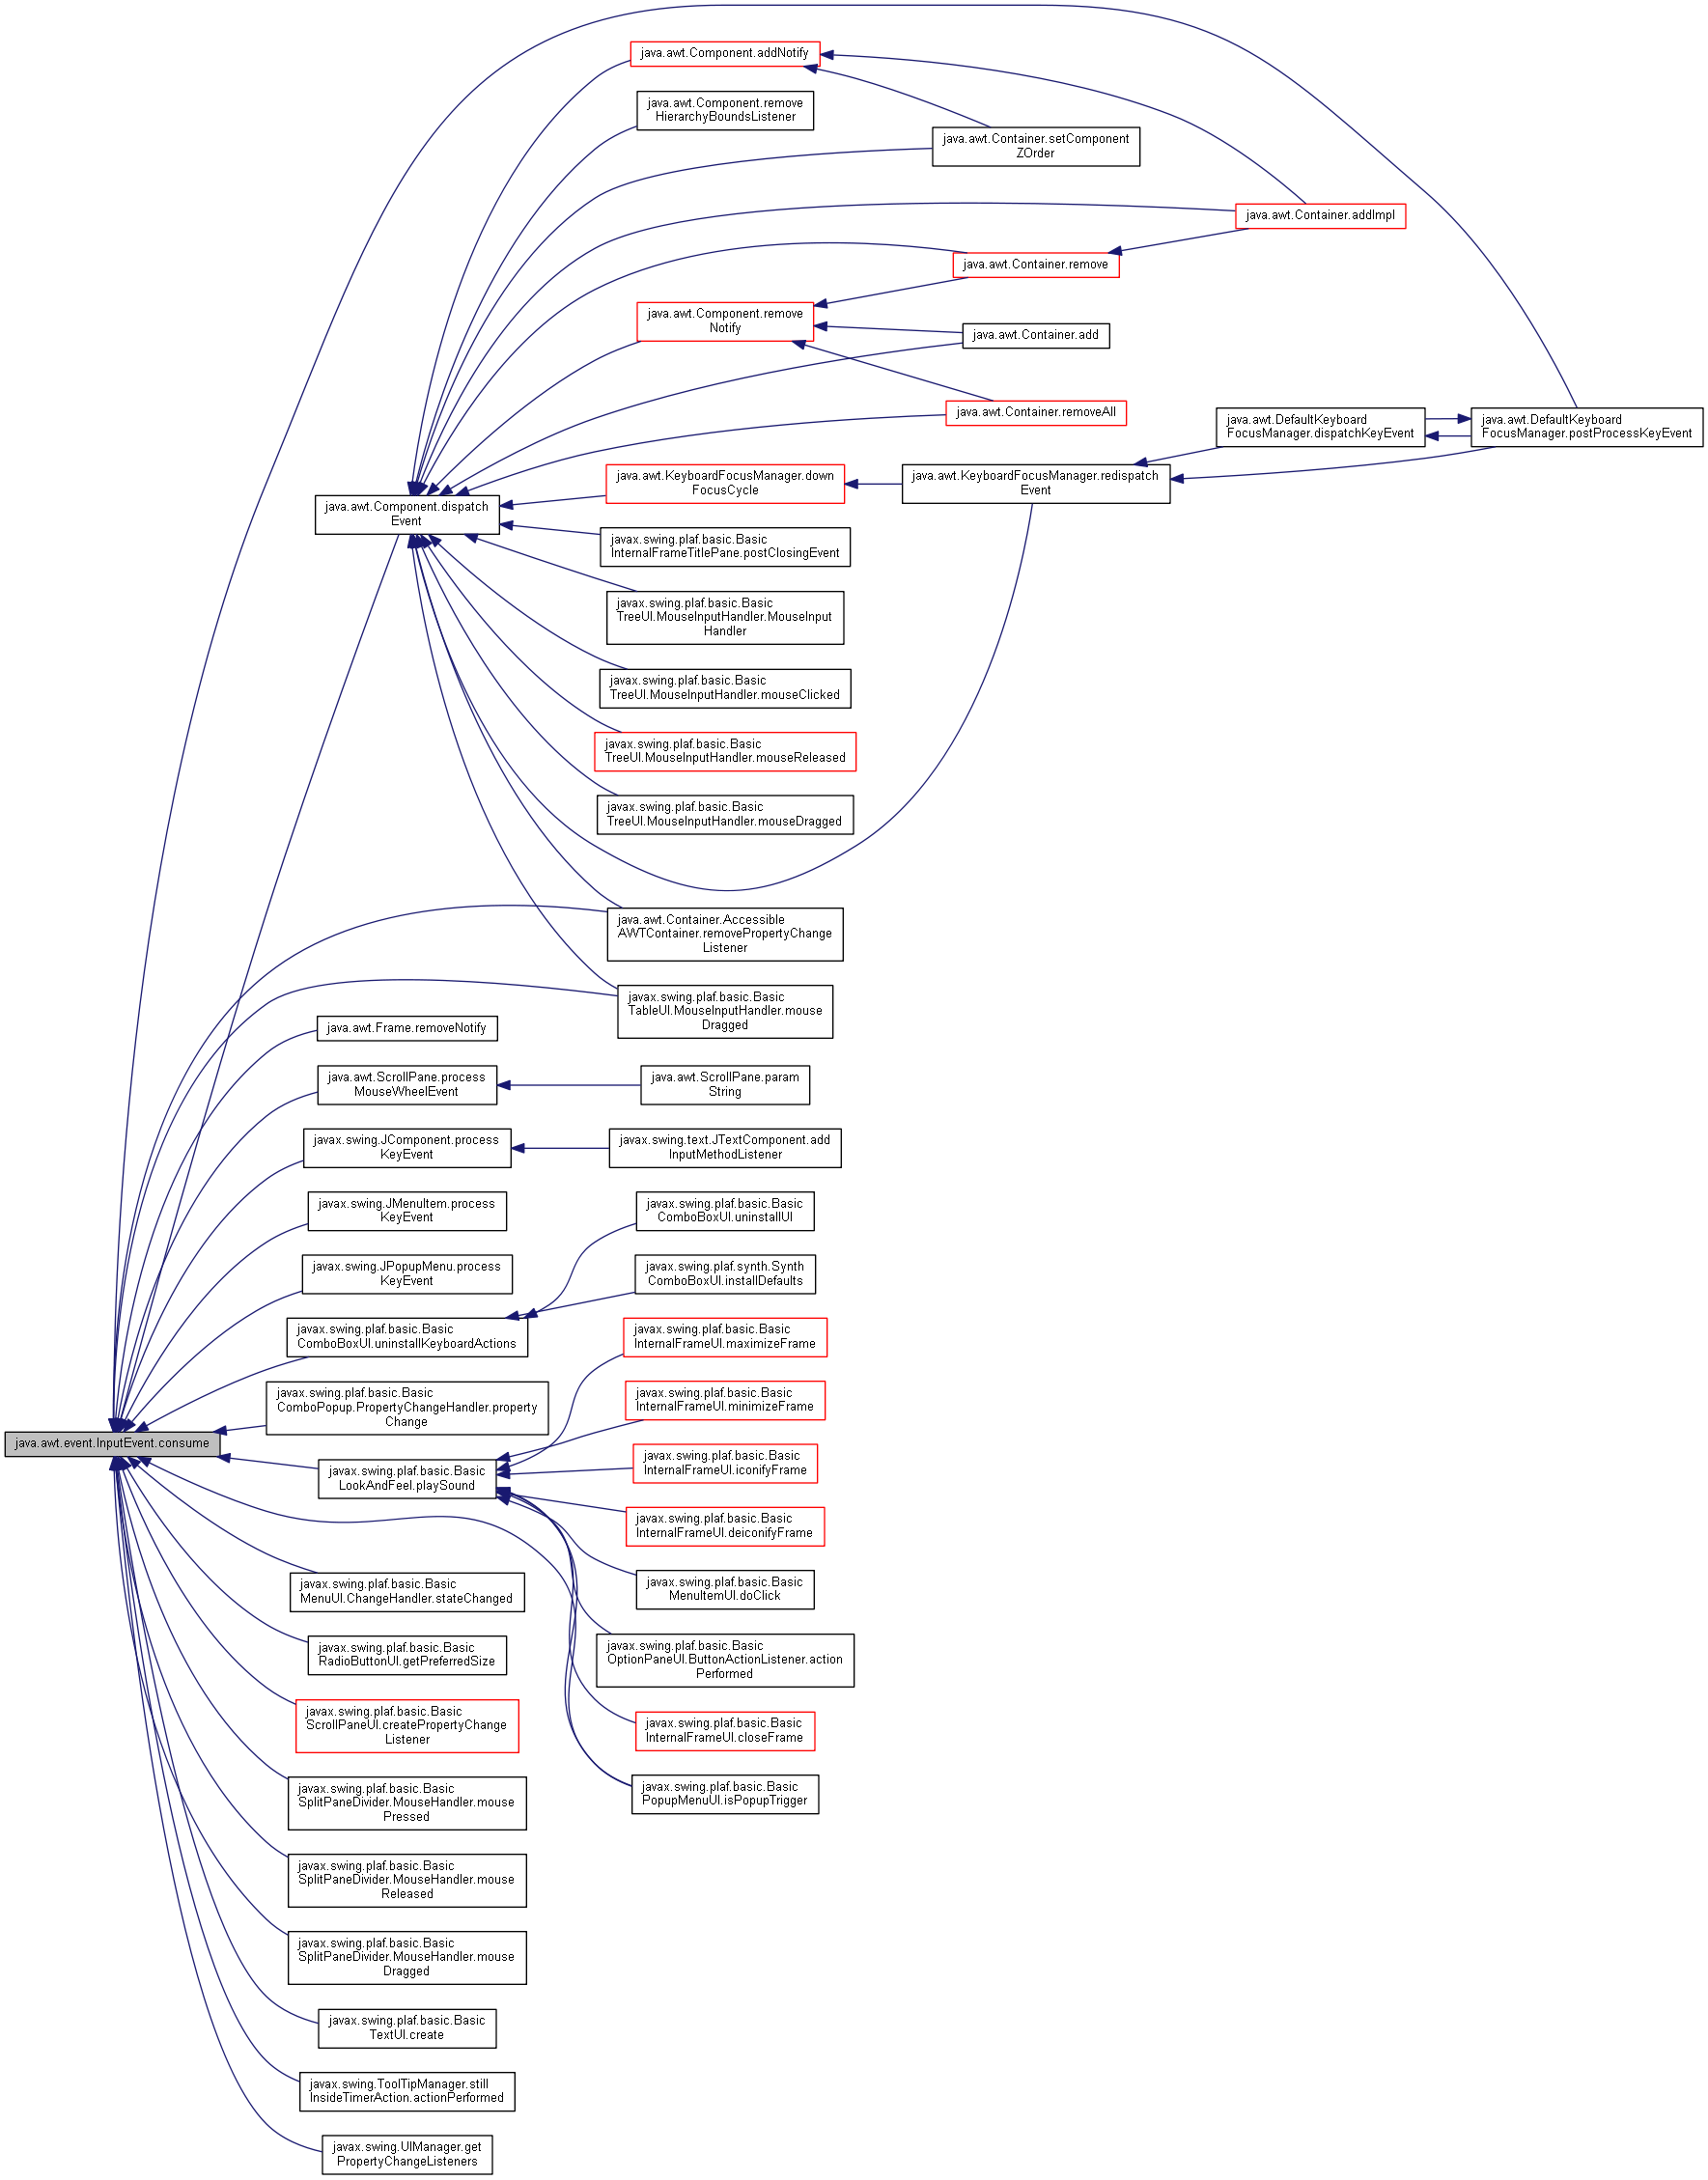 java.awt.Component.addNotify
java.awt.Component.remove
HierarchyBoundsListener
java.awt.Container.setComponent
ZOrder
java.awt.Container.addImpl
java.awt.Container.remove
java.awt.Component.remove
Notify
java.awt.Container.add
java.awt.Container.removeAll
java.awt.DefaultKeyboard
FocusManager.dispatchKeyEvent
java.awt.DefaultKeyboard
FocusManager.postProcessKeyEvent
java.awt.KeyboardFocusManager.down
FocusCycle
java.awt.KeyboardFocusManager.redispatch
Event
java.awt.Component.dispatch
Event
javax.swing.plaf.basic.Basic
InternalFrameTitlePane.postClosingEvent
javax.swing.plaf.basic.Basic
TreeUI.MouseInputHandler.MouseInput
Handler
javax.swing.plaf.basic.Basic
TreeUI.MouseInputHandler.mouseClicked
javax.swing.plaf.basic.Basic
TreeUI.MouseInputHandler.mouseReleased
javax.swing.plaf.basic.Basic
TreeUI.MouseInputHandler.mouseDragged
java.awt.Container.Accessible
AWTContainer.removePropertyChange
Listener
javax.swing.plaf.basic.Basic
TableUI.MouseInputHandler.mouse
Dragged
java.awt.Frame.removeNotify
java.awt.ScrollPane.process
MouseWheelEvent
java.awt.ScrollPane.param
String
javax.swing.JComponent.process
KeyEvent
javax.swing.text.JTextComponent.add
InputMethodListener
javax.swing.JMenuItem.process
KeyEvent
javax.swing.plaf.basic.Basic
ComboBoxUI.uninstallUI
javax.swing.JPopupMenu.process
KeyEvent
javax.swing.plaf.synth.Synth
ComboBoxUI.installDefaults
javax.swing.plaf.basic.Basic
ComboBoxUI.uninstallKeyboardActions
javax.swing.plaf.basic.Basic
InternalFrameUI.maximizeFrame
javax.swing.plaf.basic.Basic
ComboPopup.PropertyChangeHandler.property
Change
javax.swing.plaf.basic.Basic
InternalFrameUI.minimizeFrame
java.awt.event.InputEvent.consume
javax.swing.plaf.basic.Basic
LookAndFeel.playSound
javax.swing.plaf.basic.Basic
InternalFrameUI.iconifyFrame
javax.swing.plaf.basic.Basic
InternalFrameUI.deiconifyFrame
javax.swing.plaf.basic.Basic
MenuUI.ChangeHandler.stateChanged
javax.swing.plaf.basic.Basic
MenuItemUI.doClick
javax.swing.plaf.basic.Basic
RadioButtonUI.getPreferredSize
javax.swing.plaf.basic.Basic
OptionPaneUI.ButtonActionListener.action
Performed
javax.swing.plaf.basic.Basic
ScrollPaneUI.createPropertyChange
Listener
javax.swing.plaf.basic.Basic
InternalFrameUI.closeFrame
javax.swing.plaf.basic.Basic
SplitPaneDivider.MouseHandler.mouse
Pressed
javax.swing.plaf.basic.Basic
PopupMenuUI.isPopupTrigger
javax.swing.plaf.basic.Basic
SplitPaneDivider.MouseHandler.mouse
Released
javax.swing.plaf.basic.Basic
SplitPaneDivider.MouseHandler.mouse
Dragged
javax.swing.plaf.basic.Basic
TextUI.create
javax.swing.ToolTipManager.still
InsideTimerAction.actionPerformed
javax.swing.UIManager.get
PropertyChangeListeners